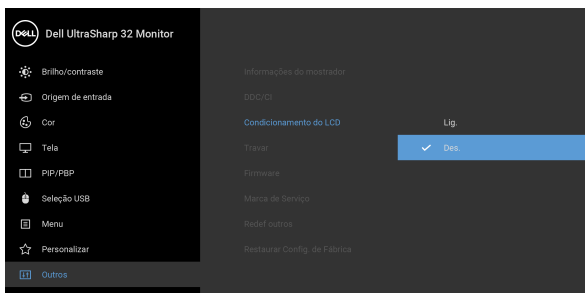 DELL
Dell UltraSharp 32 Monitor
Brilho/contraste
Origem de entrada
Cor
Tela
PIP/PBP
Seleção USB
Menu
Personalizar
Outros
Informações do mostrador
DDC/CI
Condicionamento do LCD
Travar
Firmware
Marca de Serviço
Redef outros
Restaurar Config. de Fábrica
Lig.
Des.